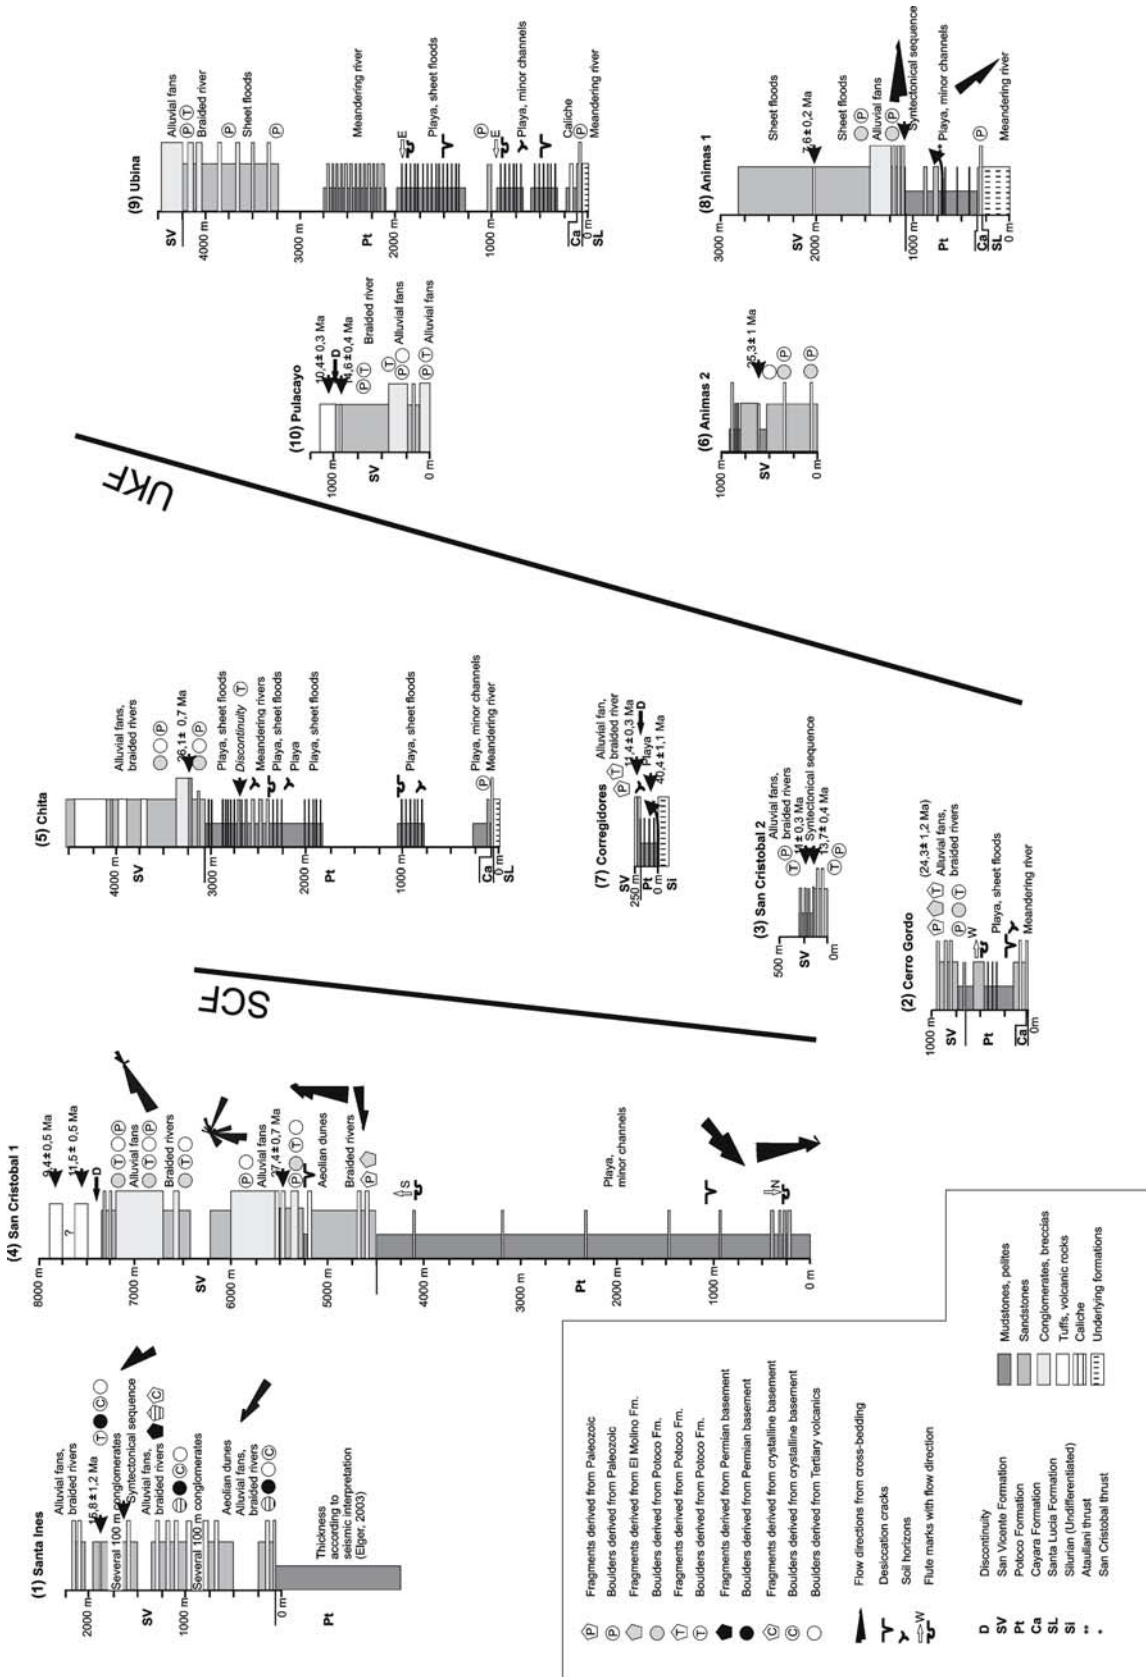 (1) Santa Ines
2000 m
SV
1000 m
0 m
Pt
Alluvial fans,
braided rivers
15,8 ± 1,2 Ma
T C
Several 100 m conglomerates
Syntectonical sequence
Alluvial fans,
braided rivers
C
C
Several 100 m conglomerates
Aeolian dunes
Alluvial fans,
braided rivers
C
Thickness
according to
seismic interpretation
(Elger, 2003)
(4) San Cristobal 1
8000 m
7000 m
SV
6000 m
5000 m
4000 m
3000 m
Pt
2000 m
1000 m
0 m
9,4 ± 0,5 Ma
?
11,5 ± 0,5 Ma
D
T P
Alluvial fans
T P
Braided rivers
T
P
Alluvial fans
27,4 ± 0,7 Ma
P T
Aeolian dunes
Braided rivers
P
S
Playa,
minor channels
N
SCF
(5) Chita
4000 m
SV
3000 m
2000 m
Pt
1000 m
Ca
0 m
SL
Alluvial fans,
braided rivers
P
26,1 ± 0,7 Ma
P
Playa, sheet floods
Discontinuity T
Meandering rivers
Playa, sheet floods
Playa
Playa, sheet floods
Playa, sheet floods
Playa, minor channels
P
Meandering river
(7) Corregidores
SV
250 m
Pt
0 m
Si
P T
Alluvial fan,
braided river
11,4 ± 0,3 Ma
D
Playa
40,4 ± 1,1 Ma
(3) San Cristobal 2
500 m
SV
0m
T P
Alluvial fans,
braided rivers
11 ± 0,3 Ma
Syntectonical sequence
13,7 ± 0,4 Ma
T P
(2) Cerro Gordo
1000 m
SV
Pt
Ca
0m
(24,3 ± 1,2 Ma)
P T
Alluvial fans,
braided rivers
P T
W
Playa, sheet floods
Meandering river
UKF
(9) Ubina
SV
4000 m
3000 m
Pt
2000 m
1000 m
Ca
0 m
SL
Alluvial fans
P T
Braided river
P
Sheet floods
P
Meandering river
E
Playa, sheet floods
P
E
Playa, minor channels
Caliche
P
Meandering river
(10) Pulacayo
1000 m
SV
0 m
10,4 ± 0,3 Ma
D
14,6 ± 0,4 Ma
P T
Braided river
T
P
Alluvial fans
P T
Alluvial fans
(6) Animas 2
1000 m
SV
0 m
25,3 ± 1 Ma
P
P
(8) Animas 1
3000 m
SV
2000 m
1000 m
Pt
Ca
SL
0 m
Sheet floods
7,6 ± 0,2 Ma
Sheet floods
P
Alluvial fans
P
Syntectonical sequence
** Playa, minor channels
P
Meandering river
P Fragments derived from Paleozoic
P Boulders derived from Paleozoic
Fragments derived from El Molino Fm.
Boulders derived from Potoco Fm.
T Fragments derived from Potoco Fm.
T Boulders derived from Potoco Fm.
Fragments derived from Permian basement
Boulders derived from Permian basement
C Fragments derived from crystalline basement
C Boulders derived from crystalline basement
Boulders derived from Tertiary volcanics
Flow directions from cross-bedding
Desiccation cracks
Soil horizons
W Flute marks with flow direction
D Discontinuity
SV San Vicente Formation
Pt Potoco Formation
Ca Cayara Formation
SL Santa Lucia Formation
Si Silurian (Undifferentiated)
** Atauliani thrust
* San Cristobal thrust
Mudstones, pelites
Sandstones
Conglomerates, breccias
Tuffs, volcanic rocks
Caliche
Underlying formations